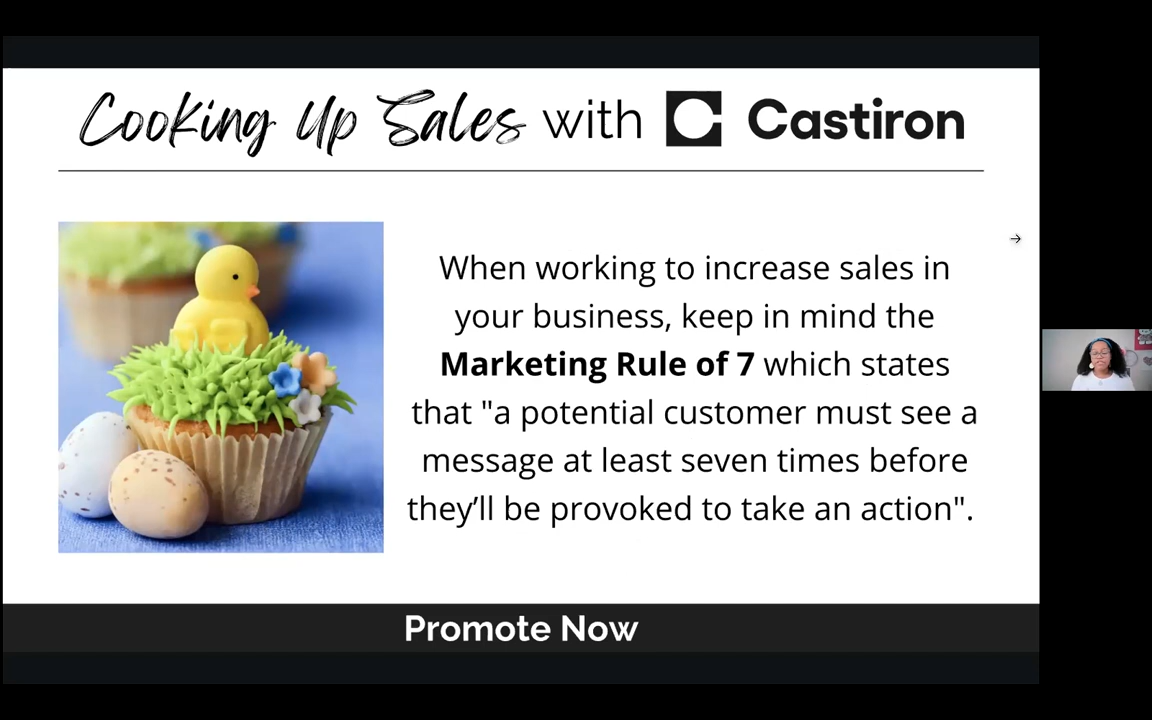 Cooking Up Sales with Castiron
When working to increase sales in
your business, keep in mind the
Marketing Rule of 7 which states
that "a potential customer must see a
message at least seven times before
they’ll be provoked to take an action".
Promote Now